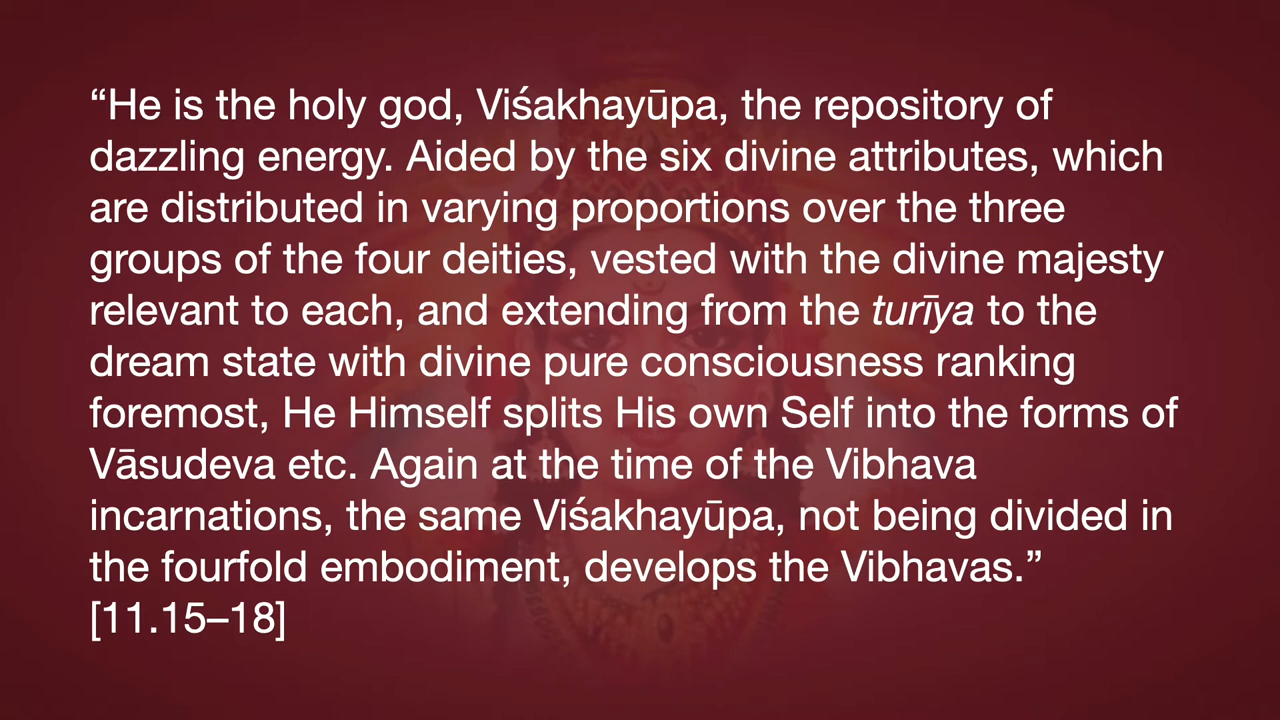 “He is the holy god, Viśakhayūpa, the repository of
dazzling energy. Aided by the six divine attributes, which
are distributed in varying proportions over the three
groups of the four deities, vested with the divine majesty
relevant to each, and extending from the turīya to the
dream state with divine pure consciousness ranking
foremost, He Himself splits His own Self into the forms of
Vāsudeva etc. Again at the time of the Vibhava
incarnations, the same Viśakhayūpa, not being divided in
the fourfold embodiment, develops the Vibhavas.”
[11.15–18]